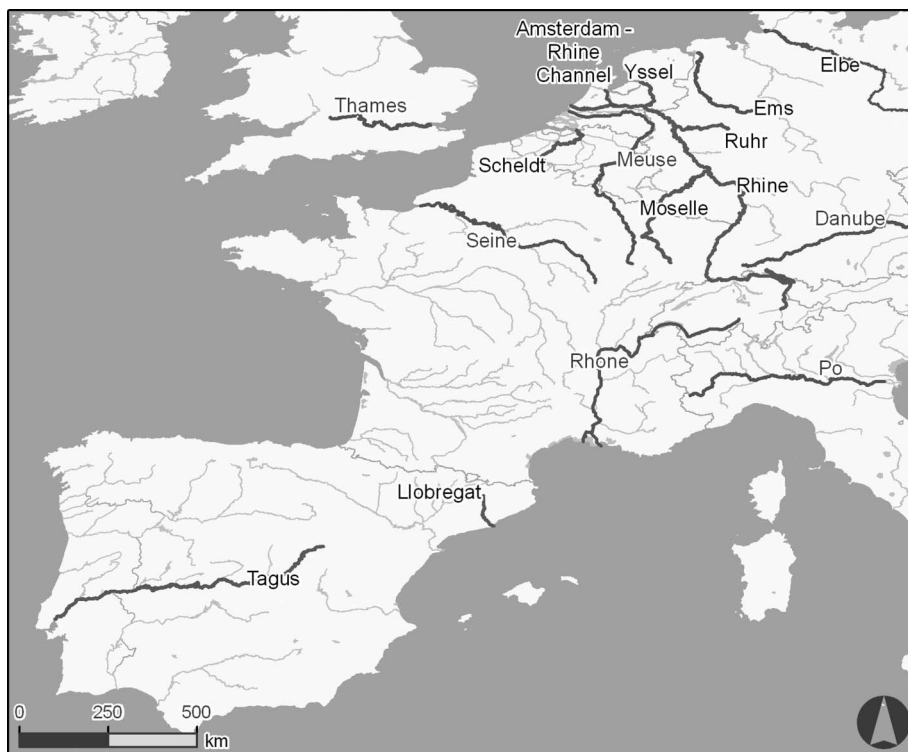 Amsterdam -
Rhine
Channel
Yssel
Elbe
Thames
Ems
Ruhr
Scheldt
Meuse
Rhine
Moselle
Danube
Seine
Rhone
Po
Llobregat
Tagus
0 250 500
km